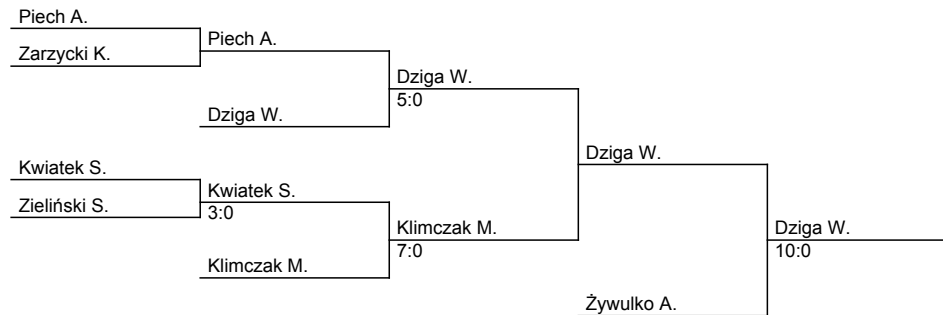 Piech A.
Zarzycki K.
Piech A.
Dziga W.
5:0
Dziga W.
Dziga W.
Kwiatek S.
Zieliński S.
Kwiatek S.
3:0
Klimczak M.
7:0
Klimczak M.
Dziga W.
10:0
Żywulko A.